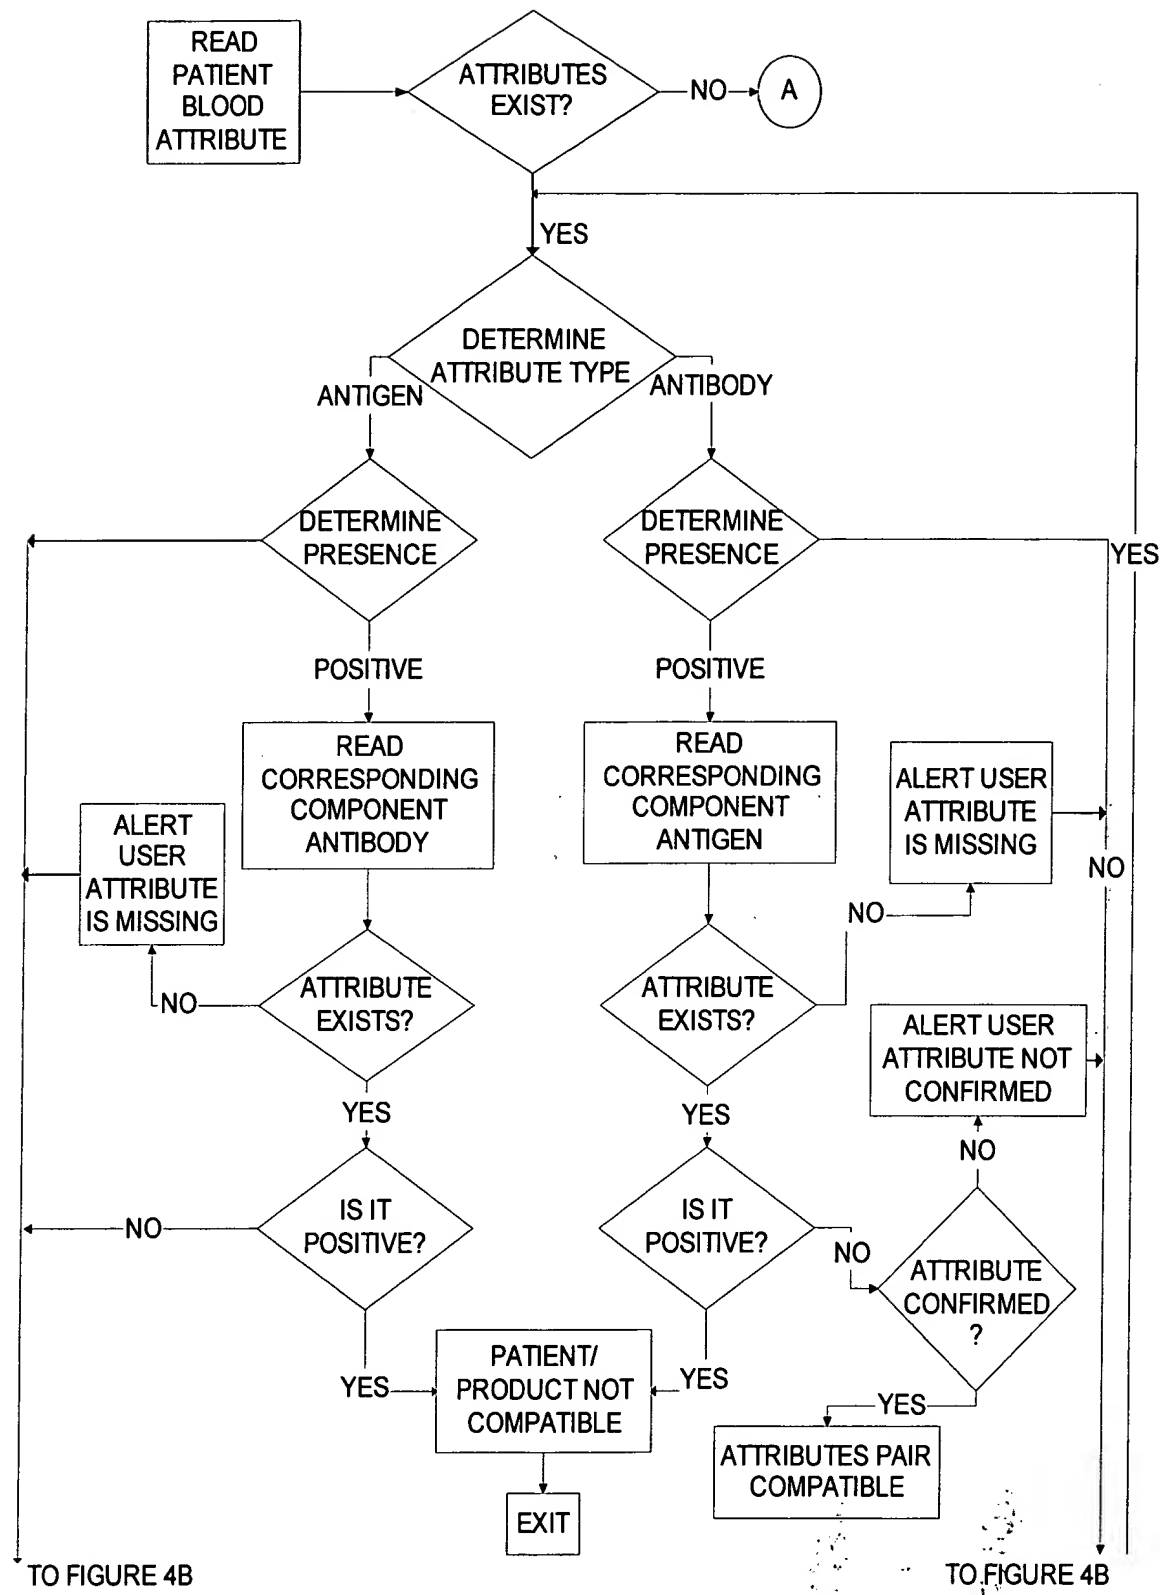 READ
PATIENT
BLOOD
ATTRIBUTE
ATTRIBUTES
EXIST?
NO
A
YES
DETERMINE
ATTRIBUTE TYPE
ANTIGEN
ANTIBODY
DETERMINE
PRESENCE
DETERMINE
PRESENCE
YES
POSITIVE
POSITIVE
READ
CORRESPONDING
COMPONENT
ANTIBODY
READ
CORRESPONDING
COMPONENT
ANTIGEN
ALERT USER
ATTRIBUTE
IS MISSING
ALERT
USER
ATTRIBUTE
IS MISSING
NO
NO
NO
ATTRIBUTE
EXISTS?
ATTRIBUTE
EXISTS?
ALERT USER
ATTRIBUTE NOT
CONFIRMED
YES
YES
NO
NO
IS IT
POSITIVE?
IS IT
POSITIVE?
NO
ATTRIBUTE
CONFIRMED
?
YES
PATIENT/
PRODUCT NOT
COMPATIBLE
YES
YES
ATTRIBUTES PAIR
COMPATIBLE
EXIT
TO FIGURE 4B
TO FIGURE 4B